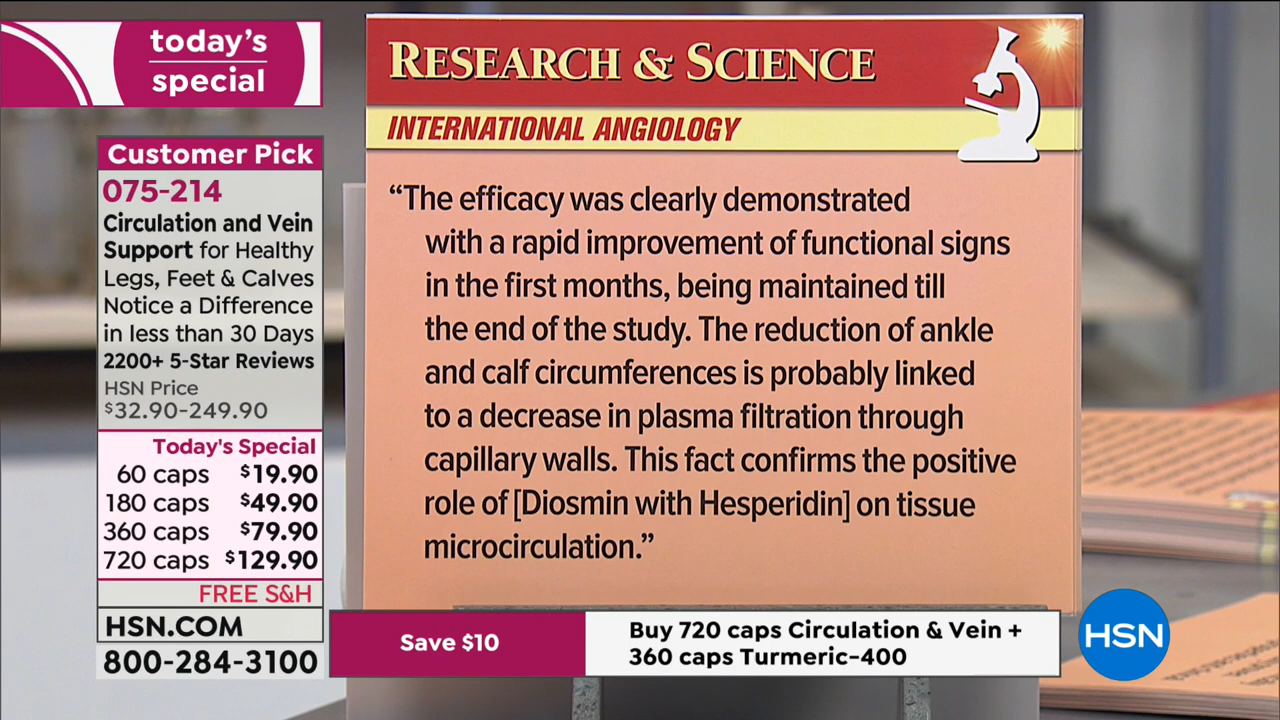 today's
special
Customer Pick
075-214
Circulation and Vein
Support for Healthy
Legs, Feet & Calves
Notice a Difference
in less than 30 Days
2200+ 5-Star Reviews
HSN Price
$32.90-249.90
Today's Special
60 caps $19.90
180 caps $49.90
360 caps $79.90
720 caps $129.90
FREE S&H
HSN.COM
800-284-3100
RESEARCH & SCIENCE
INTERNATIONAL ANGIOLOGY
“The efficacy was clearly demonstrated
with a rapid improvement of functional signs
in the first months, being maintained till
the end of the study. The reduction of ankle
and calf circumferences is probably linked
to a decrease in plasma filtration through
capillary walls. This fact confirms the positive
role of [Diosmin with Hesperidin] on tissue
microcirculation.”
Save $10
Buy 720 caps Circulation & Vein +
360 caps Turmeric-400
HSN